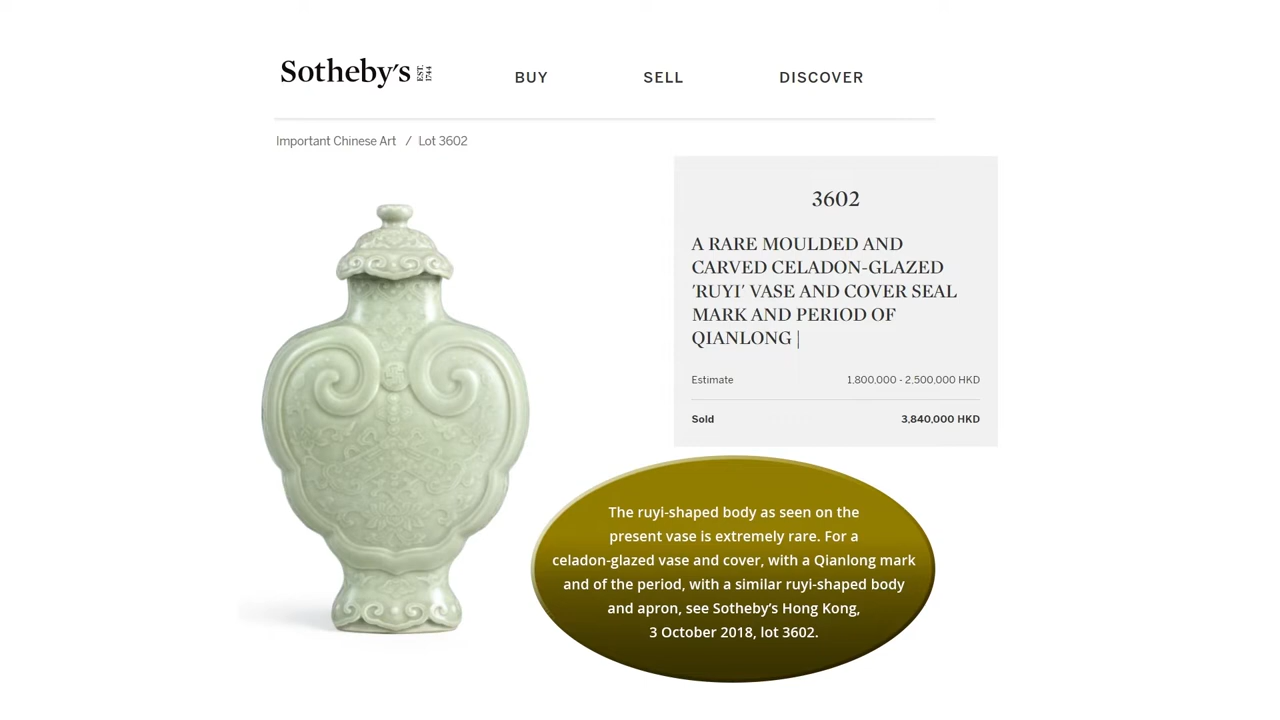 Sotheby's EST. 1744
BUY
SELL
DISCOVER
Important Chinese Art / Lot 3602
3602
A RARE MOULDED AND
CARVED CELADON-GLAZED
'RUYI' VASE AND COVER SEAL
MARK AND PERIOD OF
QIANLONG |
Estimate 1,800,000 - 2,500,000 HKD
Sold 3,840,000 HKD
The ruyi-shaped body as seen on the
present vase is extremely rare. For a
celadon-glazed vase and cover, with a Qianlong mark
and of the period, with a similar ruyi-shaped body
and apron, see Sotheby's Hong Kong,
3 October 2018, lot 3602.